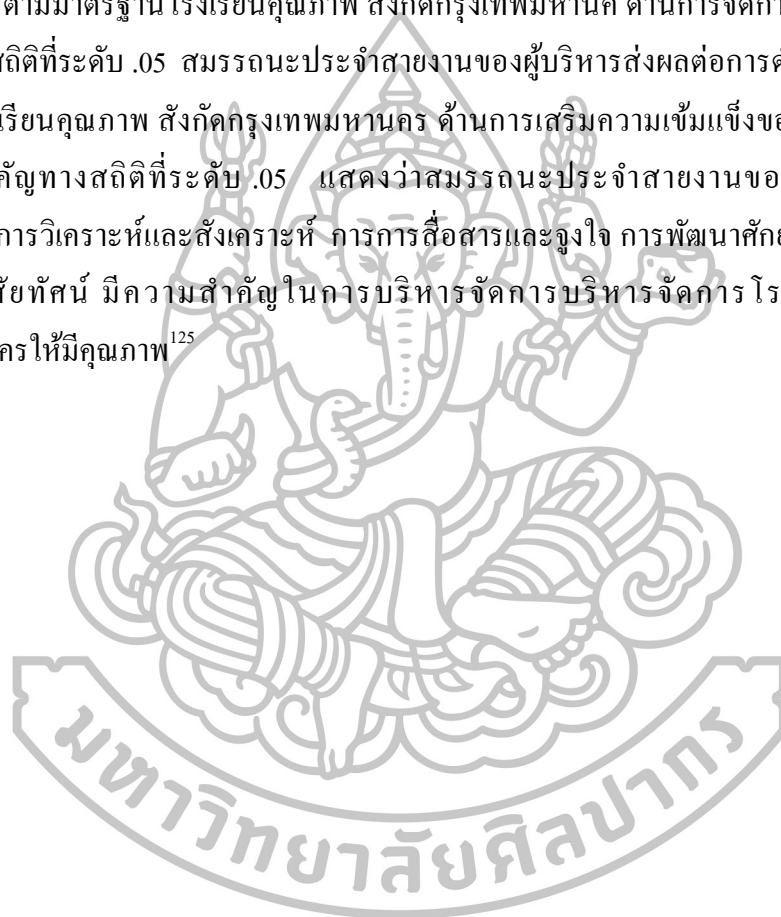 ตามมาตรฐานโรงเรียนคุณภาพ สังกัดกรุงเทพมหานค ด้านการจัดกา
สถิติที่ระดับ .05 สมรรถนะประจำสายงานของผู้บริหารส่งผลต่อการด
เรียนคุณภาพ สังกัดกรุงเทพมหานคร ด้านการเสริมความเข้มแข็งขอ
คัญทางสถิติที่ระดับ .05 แสดงว่าสมรรถนะประจำสายงานขอ
การวิเคราะห์และสังเคราะห์ การการสื่อสารและจูงใจ การพัฒนาศักย
สัยทัศน์ มีความสำคัญในการบริหารจัดการบริหารจัดการโร
ครให้มีคุณภาพ125
มหาวิทยาลัยศิลปากร